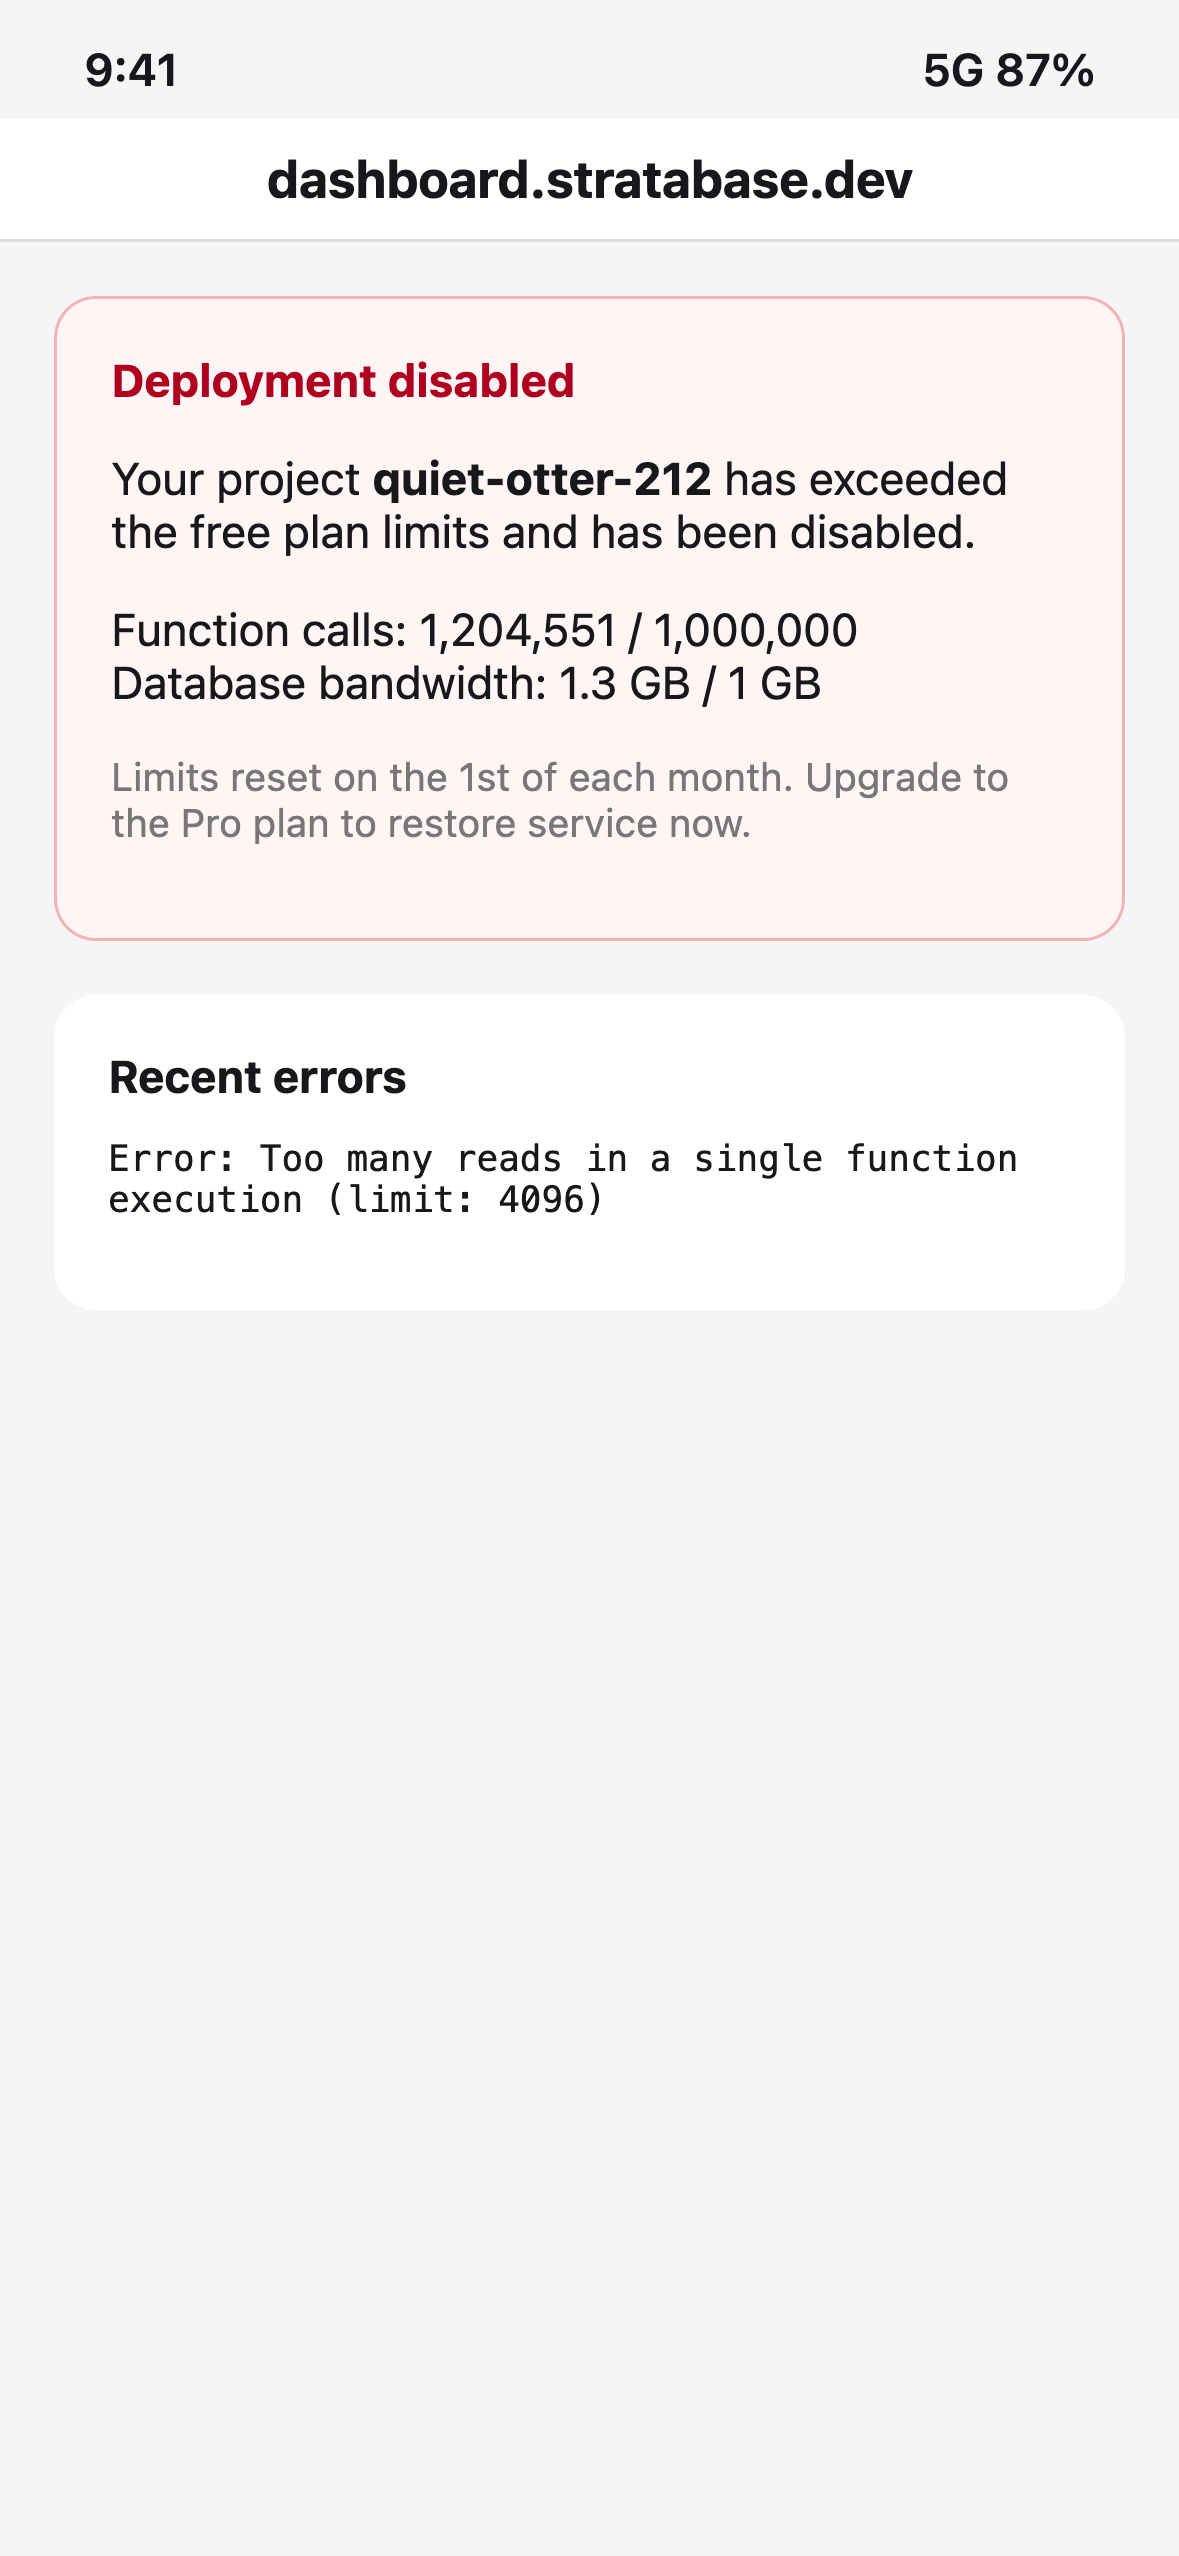 9:41
5G 87%
dashboard.stratabase.dev
Deployment disabled
Your project quiet-otter-212 has exceeded
the free plan limits and has been disabled.
Function calls: 1,204,551 / 1,000,000
Database bandwidth: 1.3 GB / 1 GB
Limits reset on the 1st of each month. Upgrade to
the Pro plan to restore service now.
Recent errors
Error: Too many reads in a single function
execution (limit: 4096)